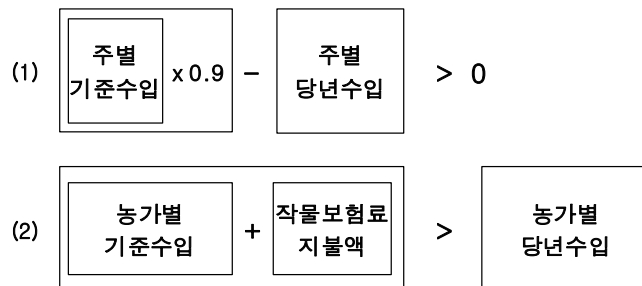 (1) 주별 기준수입 x 0.9 - 주별 당년수입 > 0
(2) 농가별 기준수입 + 작물보험료 지불액 > 농가별 당년수입